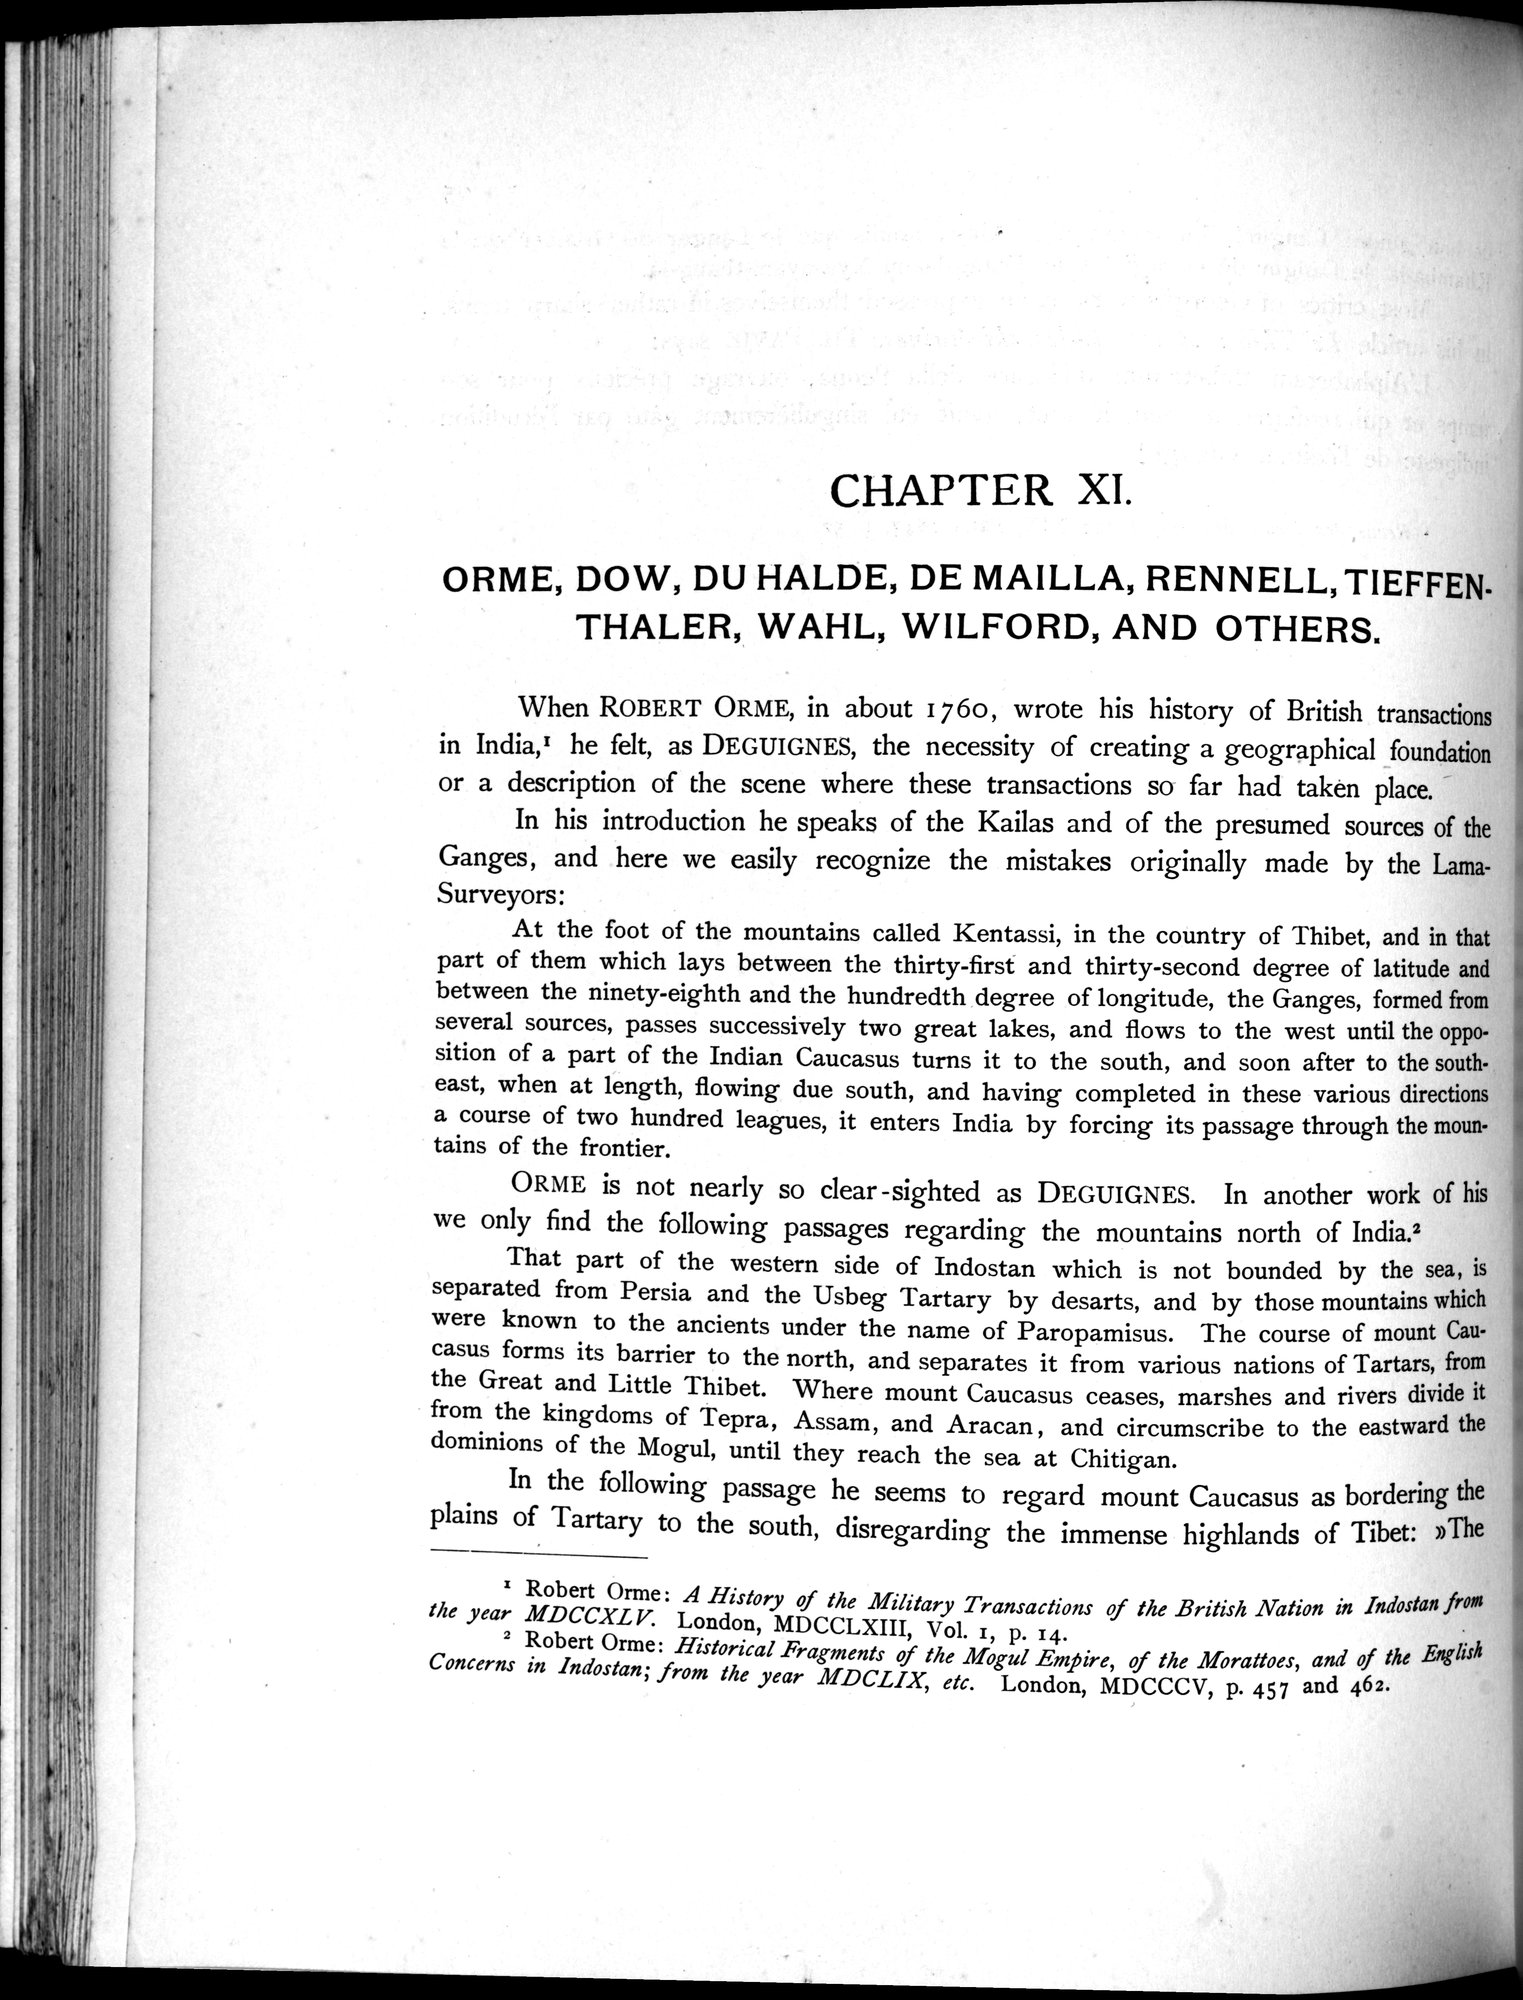 CHAPTER XI.
ORME, DOW, DU HALDE, DE MAILLA, RENNELL, TIEFFEN-
THALER, WAHL, WILFORD, AND OTHERS.
When ROBERT ORME, in about 1760, wrote his history of British transactions
in India,¹ he felt, as DEGUIGNES, the necessity of creating a geographical foundation
or a description of the scene where these transactions so far had taken place.
In his introduction he speaks of the Kailas and of the presumed sources of the
Ganges, and here we easily recognize the mistakes originally made by the Lama-
Surveyors:
At the foot of the mountains called Kentassi, in the country of Thibet, and in that
part of them which lays between the thirty-first and thirty-second degree of latitude and
between the ninety-eighth and the hundredth degree of longitude, the Ganges, formed from
several sources, passes successively two great lakes, and flows to the west until the oppo-
sition of a part of the Indian Caucasus turns it to the south, and soon after to the south-
east, when at length, flowing due south, and having completed in these various directions
a course of two hundred leagues, it enters India by forcing its passage through the moun-
tains of the frontier.
ORME is not nearly so clear-sighted as DEGUIGNES. In another work of his
we only find the following passages regarding the mountains north of India.²
That part of the western side of Indostan which is not bounded by the sea, is
separated from Persia and the Usbeg Tartary by desarts, and by those mountains which
were known to the ancients under the name of Paropamisus. The course of mount Cau-
casus forms its barrier to the north, and separates it from various nations of Tartars, from
the Great and Little Thibet. Where mount Caucasus ceases, marshes and rivers divide it
from the kingdoms of Tepra, Assam, and Aracan, and circumscribe to the eastward the
dominions of the Mogul, until they reach the sea at Chitigan.
In the following passage he seems to regard mount Caucasus as bordering the
plains of Tartary to the south, disregarding the immense highlands of Tibet: »The
¹ Robert Orme: A History of the Military Transactions of the British Nation in Indostan from
the year MDCCXLV. London, MDCCLXIII, Vol. 1, p. 14.
² Robert Orme: Historical Fragments of the Mogul Empire, of the Morattoes, and of the English
Concerns in Indostan; from the year MDCLIX, etc. London, MDCCCV, p. 457 and 462.